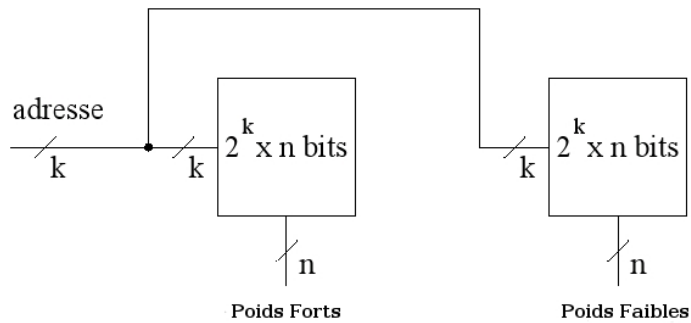 adresse
k
k
2^k x n bits
k
2^k x n bits
n
n
Poids Forts
Poids Faibles